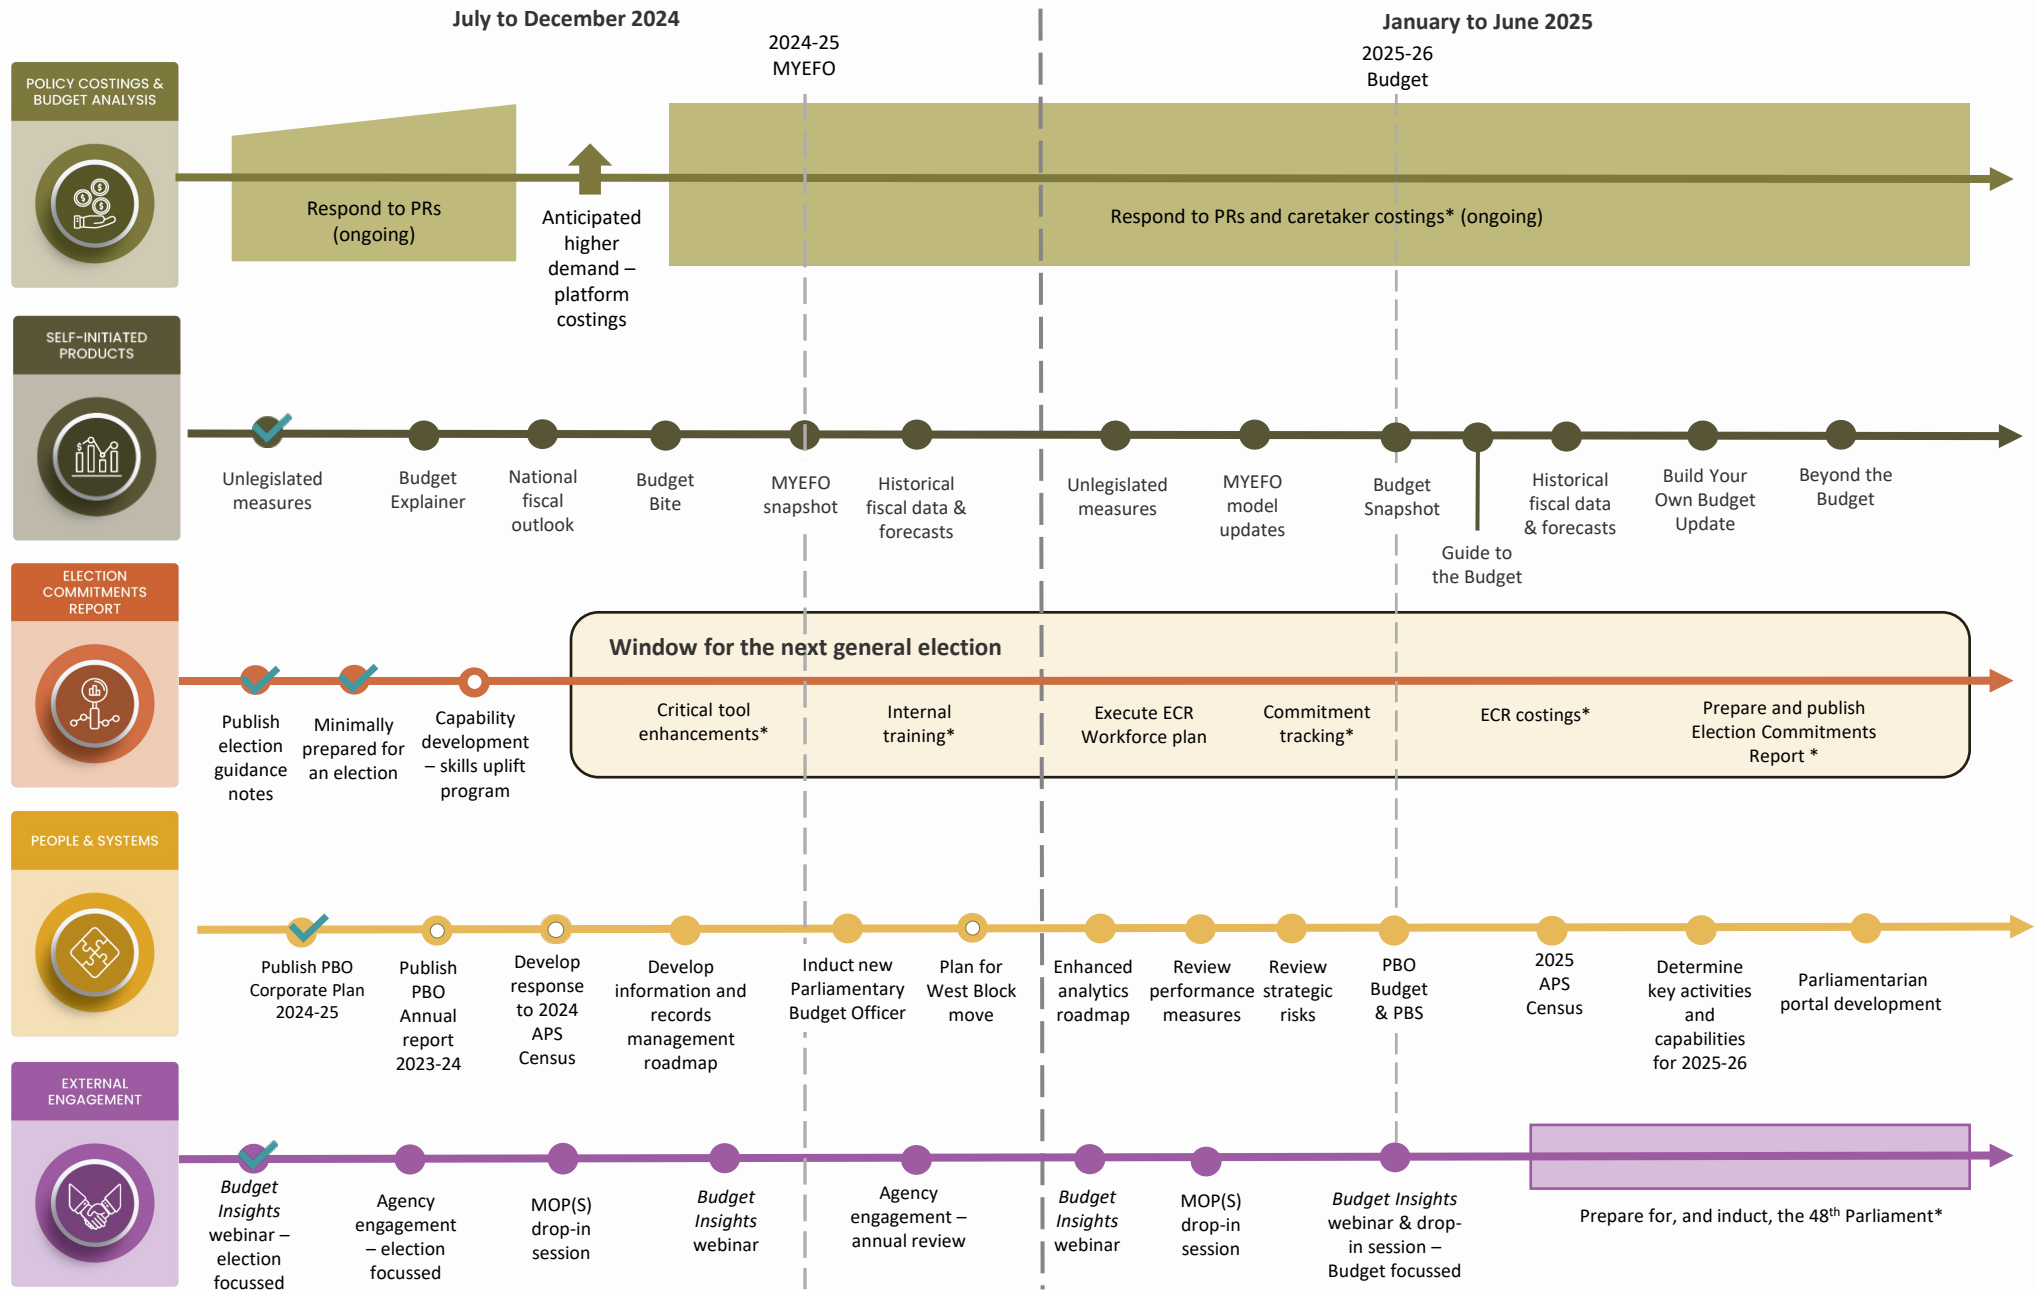 July to December 2024
January to June 2025
2024-25
MYEFO
2025-26
Budget
POLICY COSTINGS &
BUDGET ANALYSIS
Respond to PRs
(ongoing)
Anticipated
higher
demand –
platform
costings
Respond to PRs and caretaker costings* (ongoing)
SELF-INITIATED
PRODUCTS
Unlegislated
measures
Budget
Explainer
National
fiscal
outlook
Budget
Bite
MYEFO
snapshot
Historical
fiscal data &
forecasts
Unlegislated
measures
MYEFO
model
updates
Budget
Snapshot
Guide to
the Budget
Historical
fiscal data
& forecasts
Build Your
Own Budget
Update
Beyond the
Budget
ELECTION
COMMITMENTS
REPORT
Publish
election
guidance
notes
Minimally
prepared for
an election
Capability
development
– skills uplift
program
Window for the next general election
Critical tool
enhancements*
Internal
training*
Execute ECR
Workforce plan
Commitment
tracking*
ECR costings*
Prepare and publish
Election Commitments
Report *
PEOPLE & SYSTEMS
Publish PBO
Corporate Plan
2024-25
Publish
PBO
Annual
report
2023-24
Develop
response
to 2024
APS
Census
Develop
information and
records
management
roadmap
Induct new
Parliamentary
Budget Officer
Plan for
West Block
move
Enhanced
analytics
roadmap
Review
performance
measures
Review
strategic
risks
PBO
Budget
& PBS
2025
APS
Census
Determine
key activities
and
capabilities
for 2025-26
Parliamentarian
portal development
EXTERNAL
ENGAGEMENT
Budget
Insights
webinar –
election
focussed
Agency
engagement
– election
focussed
MOP(S)
drop-in
session
Budget
Insights
webinar
Agency
engagement –
annual review
Budget
Insights
webinar
MOP(S)
drop-in
session
Budget Insights
webinar & drop-
in session –
Budget focussed
Prepare for, and induct, the 48th Parliament*